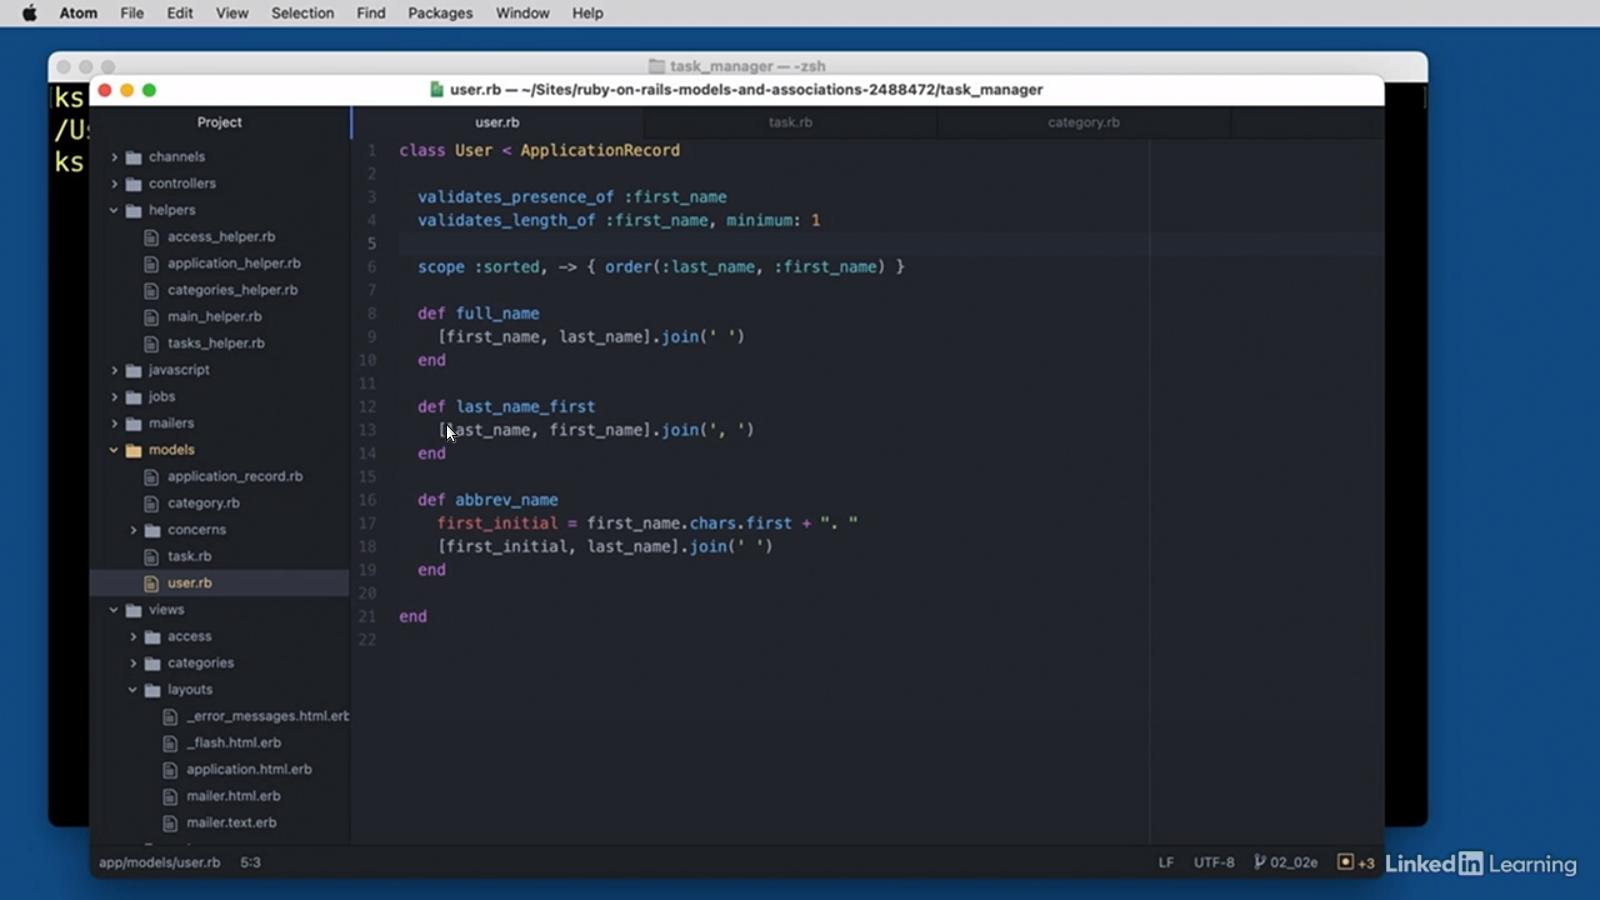 Atom File Edit View Selection Find Packages Window Help
task_manager — -zsh
ks
/Us
ks
user.rb — ~/Sites/ruby-on-rails-models-and-associations-2488472/task_manager
Project
user.rb
task.rb
category.rb
channels
controllers
helpers
access_helper.rb
application_helper.rb
categories_helper.rb
main_helper.rb
tasks_helper.rb
javascript
jobs
mailers
models
application_record.rb
category.rb
concerns
task.rb
user.rb
views
access
categories
layouts
_error_messages.html.erb
_flash.html.erb
application.html.erb
mailer.html.erb
mailer.text.erb
1 class User < ApplicationRecord
2
3 validates_presence_of :first_name
4 validates_length_of :first_name, minimum: 1
5
6 scope :sorted, -> { order(:last_name, :first_name) }
7
8 def full_name
9 [first_name, last_name].join(' ')
10 end
11
12 def last_name_first
13 [last_name, first_name].join(', ')
14 end
15
16 def abbrev_name
17 first_initial = first_name.chars.first + ". "
18 [first_initial, last_name].join(' ')
19 end
20
21 end
22
app/models/user.rb 5:3
LF UTF-8 02_02e +3
LinkedIn Learning